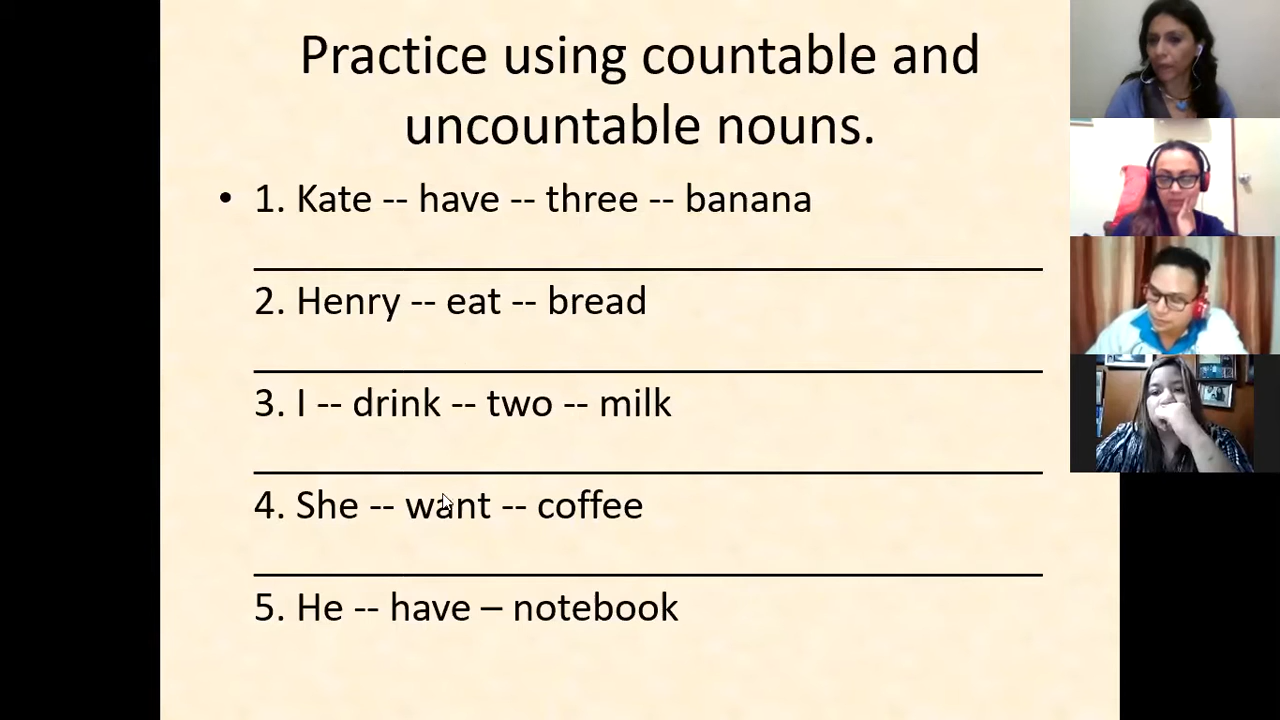 Practice using countable and
uncountable nouns.
• 1. Kate -- have -- three -- banana
2. Henry -- eat -- bread
3. I -- drink -- two -- milk
4. She -- want -- coffee
5. He -- have – notebook